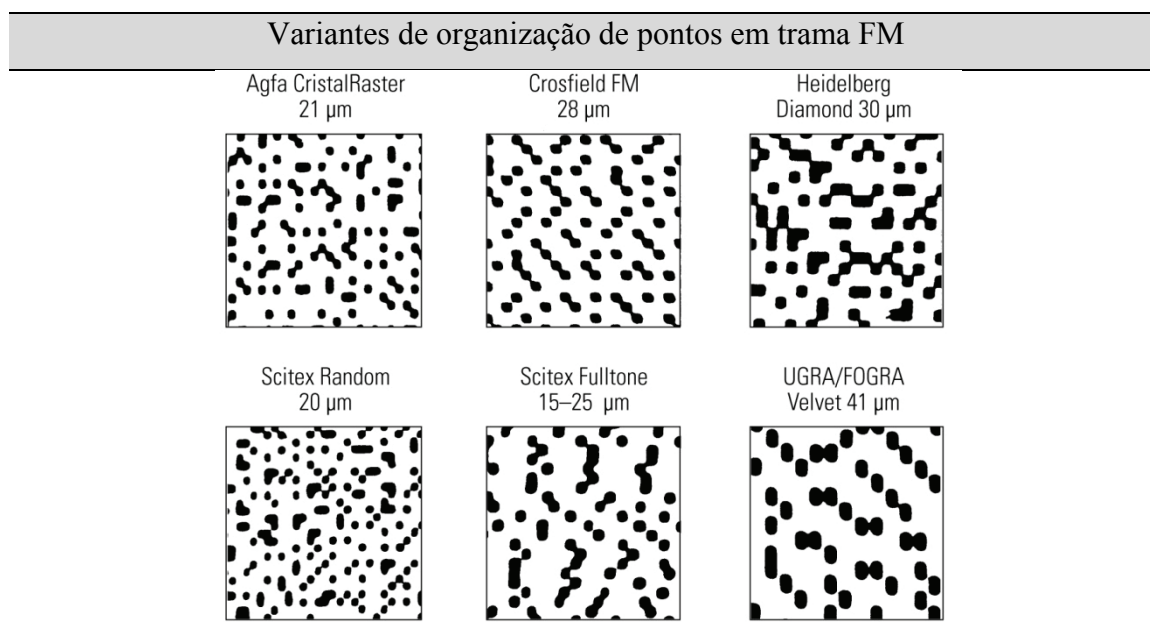 Variantes de organização de pontos em trama FM
Agfa CristalRaster
21 µm
Crosfield FM
28 µm
Heidelberg
Diamond 30 µm
Scitex Random
20 µm
Scitex Fulltone
15–25 µm
UGRA/FOGRA
Velvet 41 µm